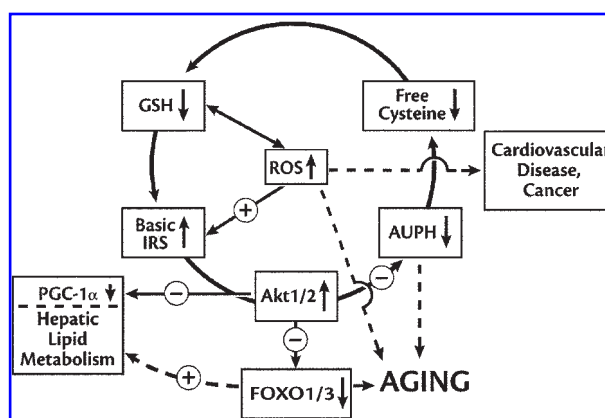 GSH ↓
Free
Cysteine ↓
ROS ↑
Cardiovascular
Disease,
Cancer
+
Basic
IRS ↑
AUPH ↓
PGC-1α ↓
Hepatic
Lipid
Metabolism
−
Akt1/2 ↑
−
−
+
FOXO1/3 ↓
AGING